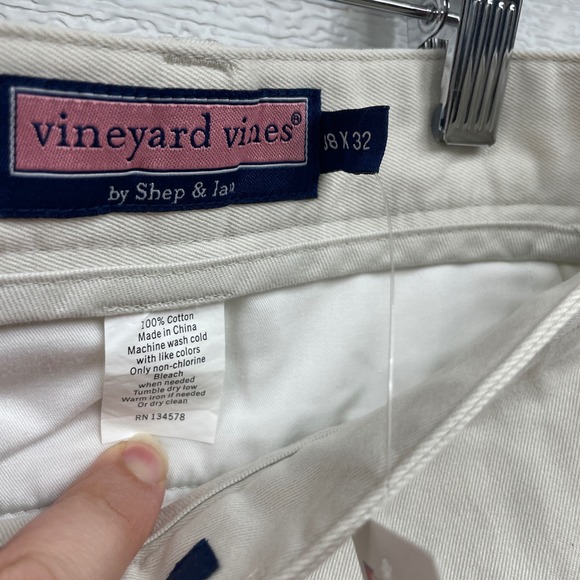 vineyard vines®
by Shep & Ian
X 32
100% Cotton
Made in China
Machine wash cold
with like colors
Only non-chlorine
Bleach
when needed
Tumble dry low
Warm iron if needed
Or dry clean
RN 134578